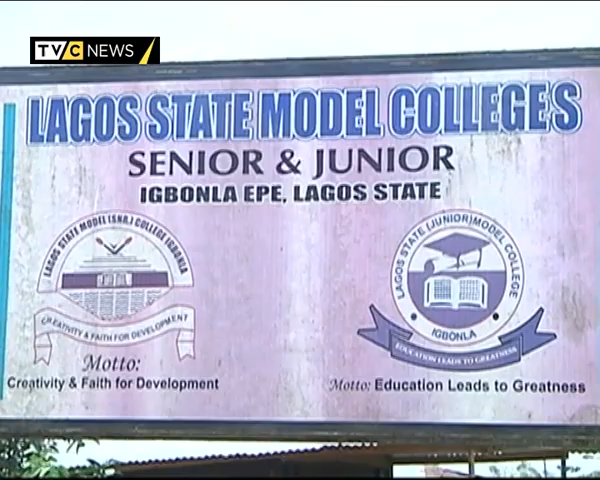 TVC NEWS
LAGOS STATE MODEL COLLEGES
SENIOR & JUNIOR
IGBONLA EPE, LAGOS STATE
LAGOS STATE MODEL (SNR.) COLLEGE IGBONLA
CREATIVITY & FAITH FOR DEVELOPMENT
Motto:
Creativity & Faith for Development
LAGOS STATE (JUNIOR) MODEL COLLEGE
IGBONLA
EDUCATION LEADS TO GREATNESS
Motto: Education Leads to Greatness